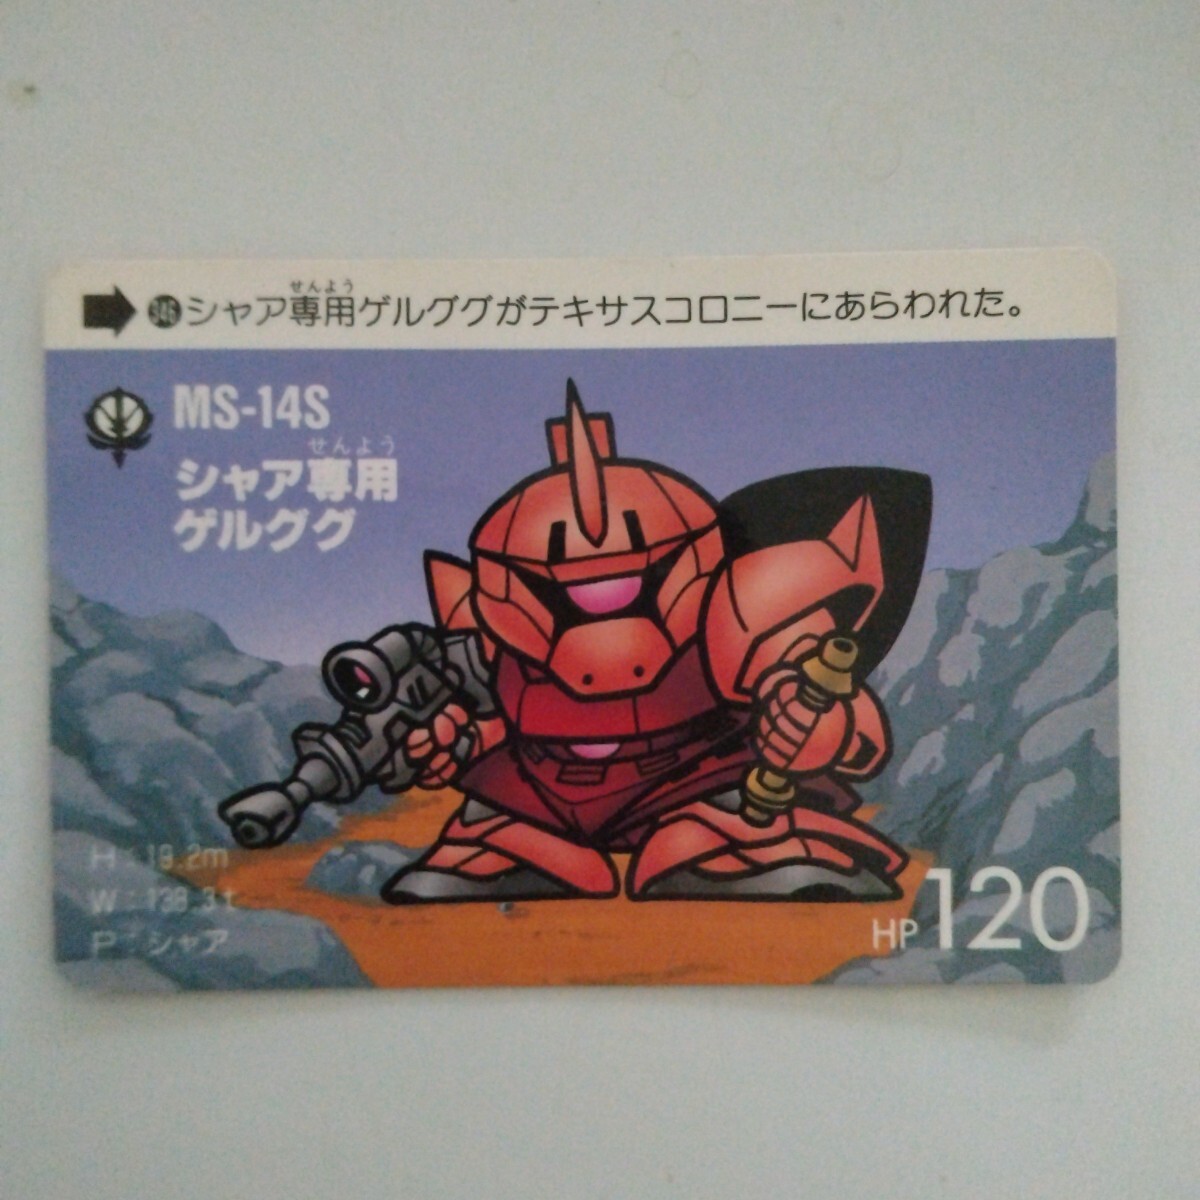 346 シャア専用ゲルググがテキサスコロニーにあらわれた。
せんよう
MS-14S
せんよう
シャア専用
ゲルググ
H:19.2m
W:138.3t
P:シャア
HP 120